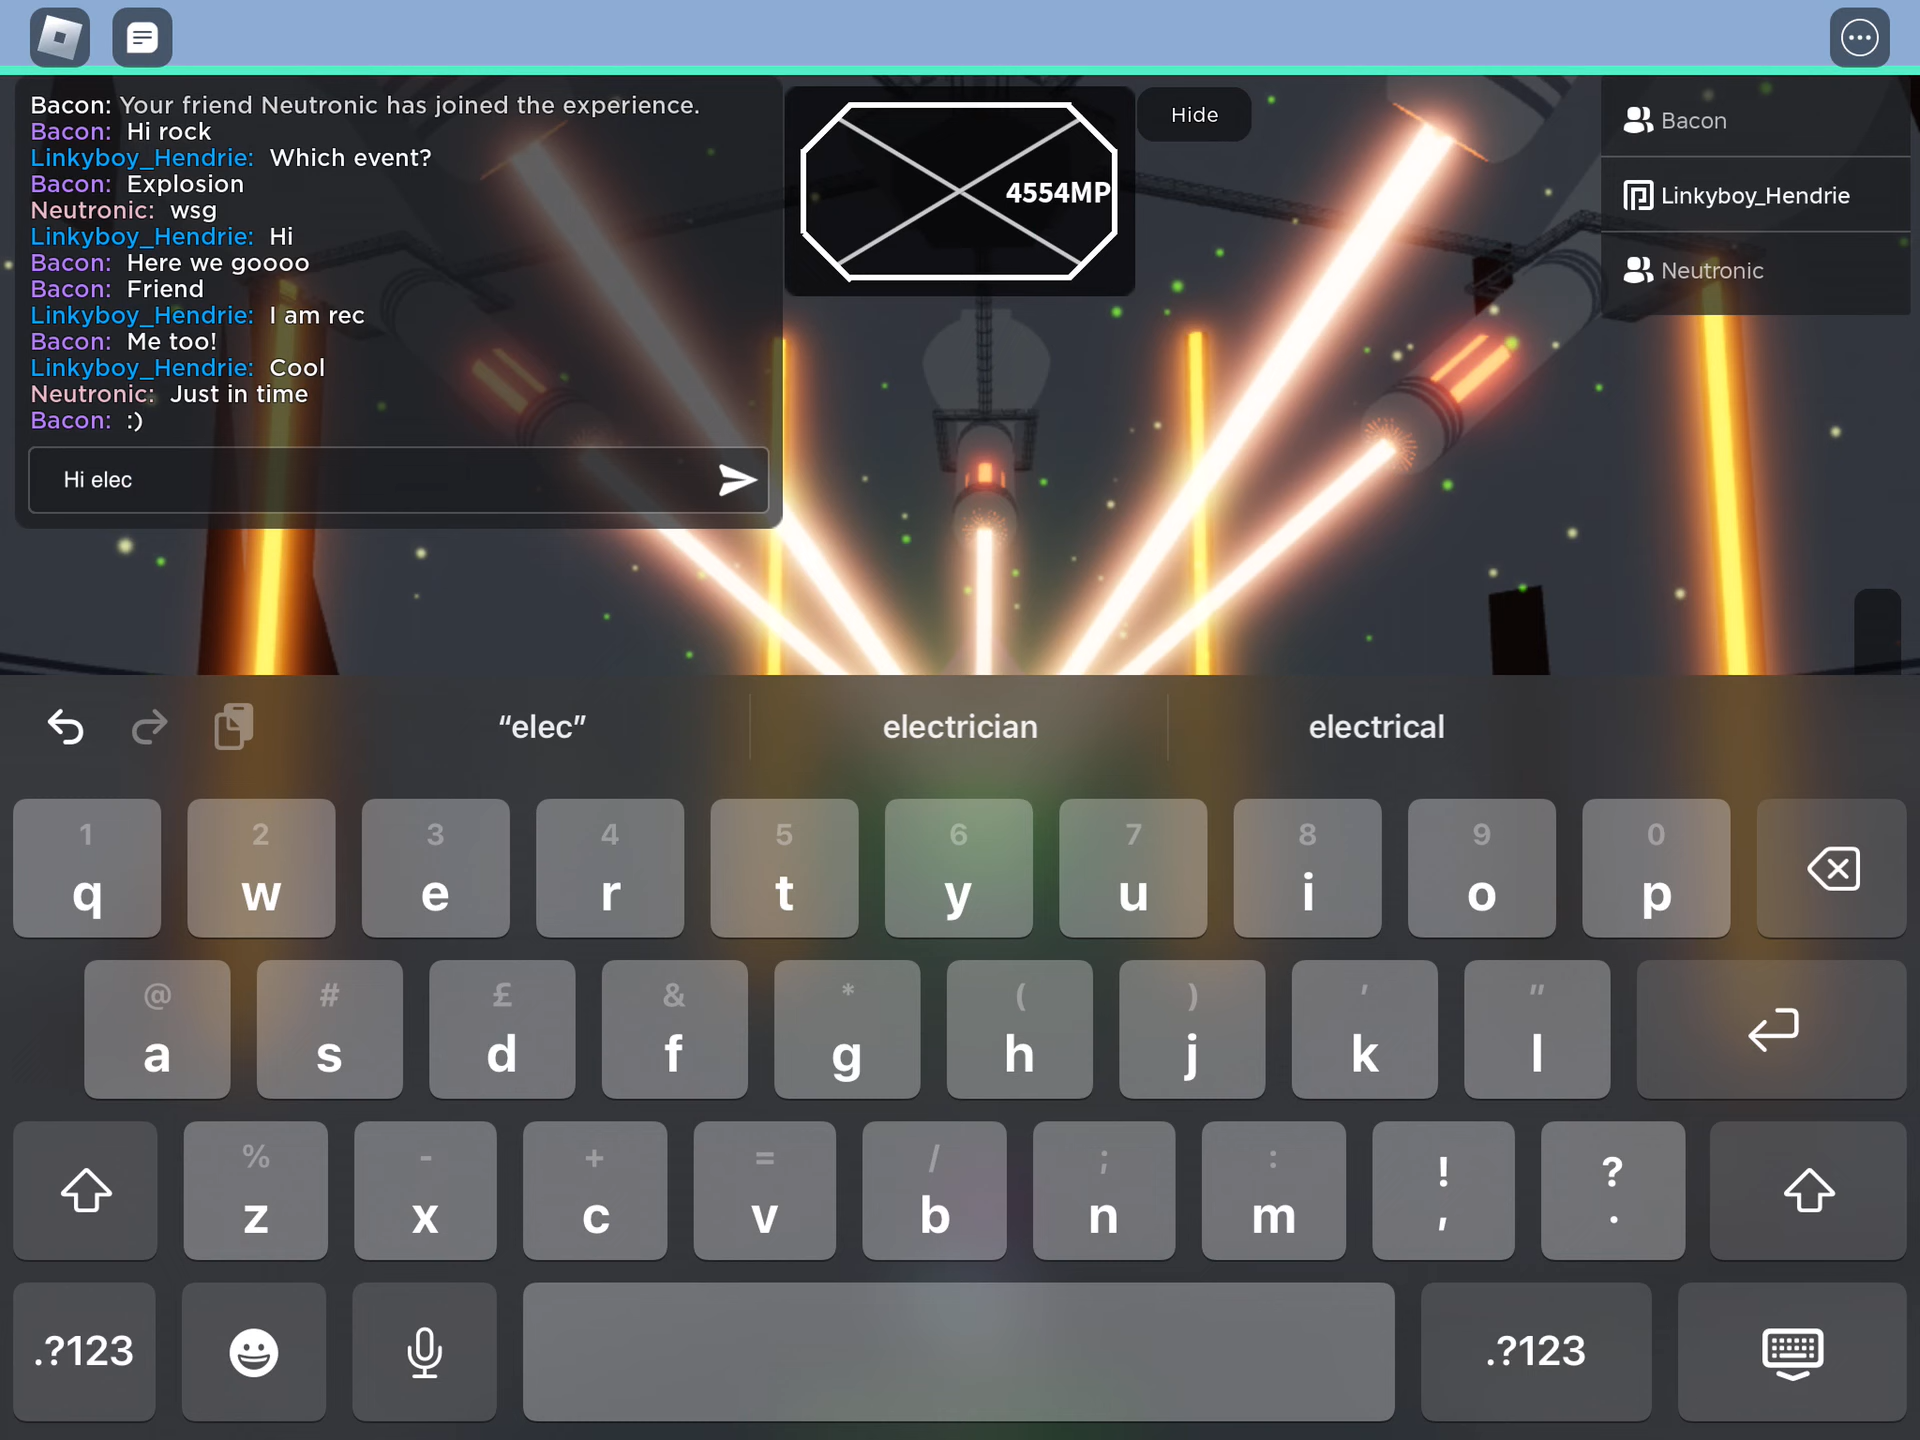 Bacon: Your friend Neutronic has joined the experience.
Bacon: Hi rock
Linkyboy_Hendrie: Which event?
Bacon: Explosion
Neutronic: wsg
Linkyboy_Hendrie: Hi
Bacon: Here we goooo
Bacon: Friend
Linkyboy_Hendrie: I am rec
Bacon: Me too!
Linkyboy_Hendrie: Cool
Neutronic: Just in time
Bacon: :)
Hi elec
4554MP
Hide
Bacon
Linkyboy_Hendrie
Neutronic
“elec” electrician electrical
1 2 3 4 5 6 7 8 9 0
q w e r t y u i o p
@ # £ & * ( ) ' "
a s d f g h j k l
% - + = / ; : ! ?
z x c v b n m , .
.?123 .?123